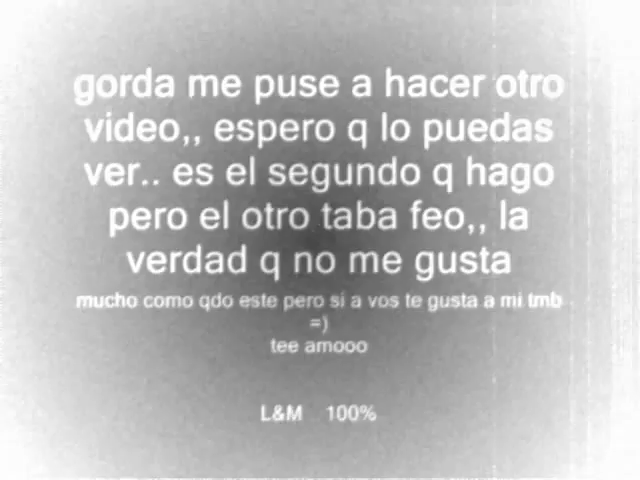 gorda me puse a hacer otro
video,, espero q lo puedas
ver.. es el segundo q hago
pero el otro taba feo,, la
verdad q no me gusta
mucho como qdo este pero si a vos te gusta a mi tmb
=)
tee amooo
L&M 100%